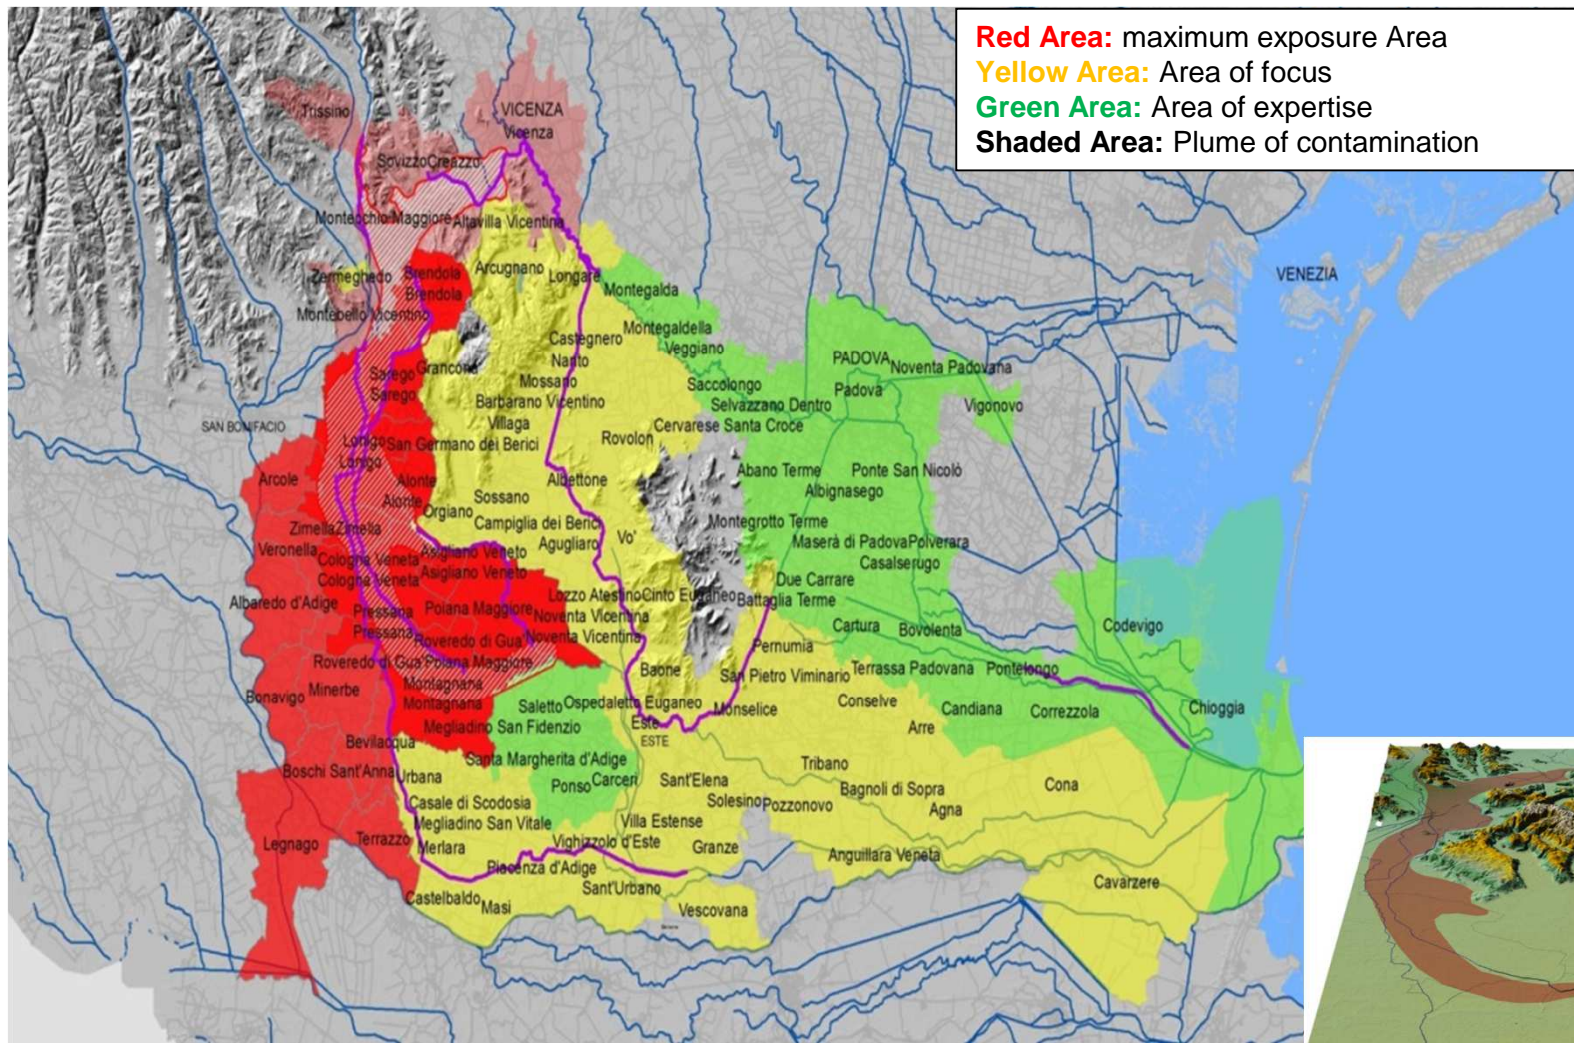 Red Area: maximum exposure Area
Yellow Area: Area of focus
Green Area: Area of expertise
Shaded Area: Plume of contamination
Trissino
VICENZA
Vicenza
SovizzoCreazzo
Montecchio Maggiore
Altavilla Vicentina
Zermeghedo
Brendola
Arcugnano
Longare
VENEZIA
Brendola
Montegalda
Montebello Vicentino
Montegaldella
Castegnero
Veggiano
Nanto
PADOVA
Noventa Padovana
Sarego
Grancona
Mossano
Saccolongo
Padova
Sarego
Barbarano Vicentino
Selvazzano Dentro
Vigonovo
Villaga
Cervarese Santa Croce
SAN BONIFACIO
Lonigo
San Germano dei Berici
Rovolon
Lonigo
Arcole
Alonte
Albettone
Abano Terme
Ponte San Nicolò
Alonte
Sossano
Albignasego
Orgiano
Zimella
Zimella
Campiglia dei Berici
Vo'
Montegrotto Terme
Veronella
Cologna Veneta
Asigliano Veneto
Agugliaro
Maserà di Padova
Polverara
Cologna Veneta
Asigliano Veneto
Casalserugo
Albaredo d'Adige
Lozzo Atestino
Cinto Euganeo
Due Carrare
Pressana
Poiana Maggiore
Noventa Vicentina
Battaglia Terme
Pressana
Roveredo di Gua'
Noventa Vicentina
Cartura
Bovolenta
Codevigo
Roveredo di Gua'
Poiana Maggiore
Baone
Pernumia
Bonavigo
Minerbe
Montagnana
San Pietro Viminario
Terrassa Padovana
Pontelongo
Montagnana
Saletto
Ospedaletto Euganeo
Monselice
Conselve
Candiana
Correzzola
Chioggia
Megliadino San Fidenzio
Este
Arre
Bevilacqua
ESTE
Boschi Sant'Anna
Urbana
Santa Margherita d'Adige
Tribano
Ponso
Carceri
Sant'Elena
Bagnoli di Sopra
Cona
Casale di Scodosia
Solesino
Pozzonovo
Agna
Megliadino San Vitale
Villa Estense
Legnago
Terrazzo
Merlara
Vighizzolo d'Este
Granze
Anguillara Veneta
Piacenza d'Adige
Sant'Urbano
Cavarzere
Castelbaldo
Masi
Vescovana